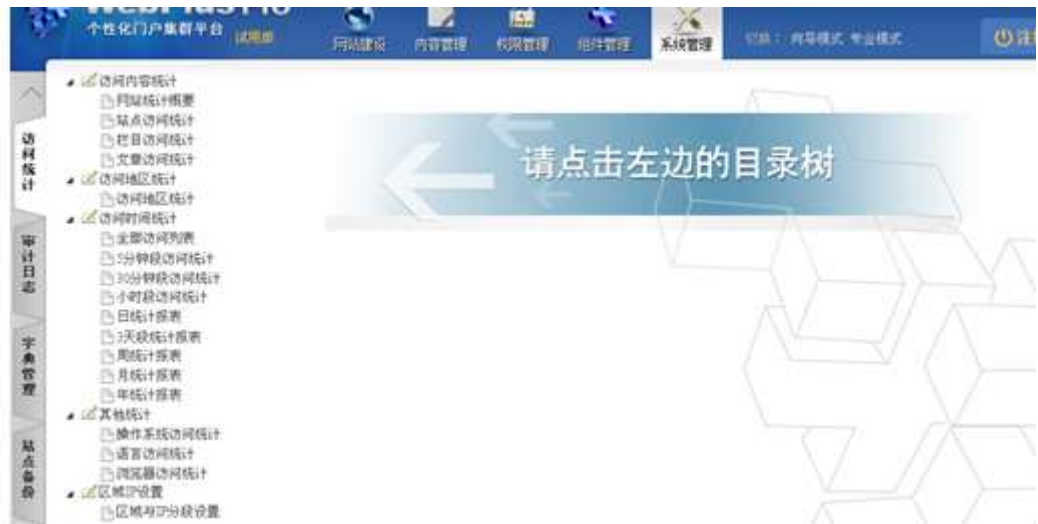 WebPlus Pro
个性化门户集群平台 试用版
网站建设 内容管理 权限管理 组件管理 系统管理 切换： 向导模式 专业模式
访问统计
审计日志
字典管理
站点备份
访问内容统计
网站统计概要
站点访问统计
栏目访问统计
文章访问统计
访问地区统计
访问地区统计
访问时间统计
全部访问列表
5分钟段访问统计
30分钟段访问统计
小时段访问统计
日统计报表
3天段统计报表
周统计报表
月统计报表
年统计报表
其他统计
操作系统访问统计
语言访问统计
浏览器访问统计
区域IP设置
区域与IP分段设置
请点击左边的目录树